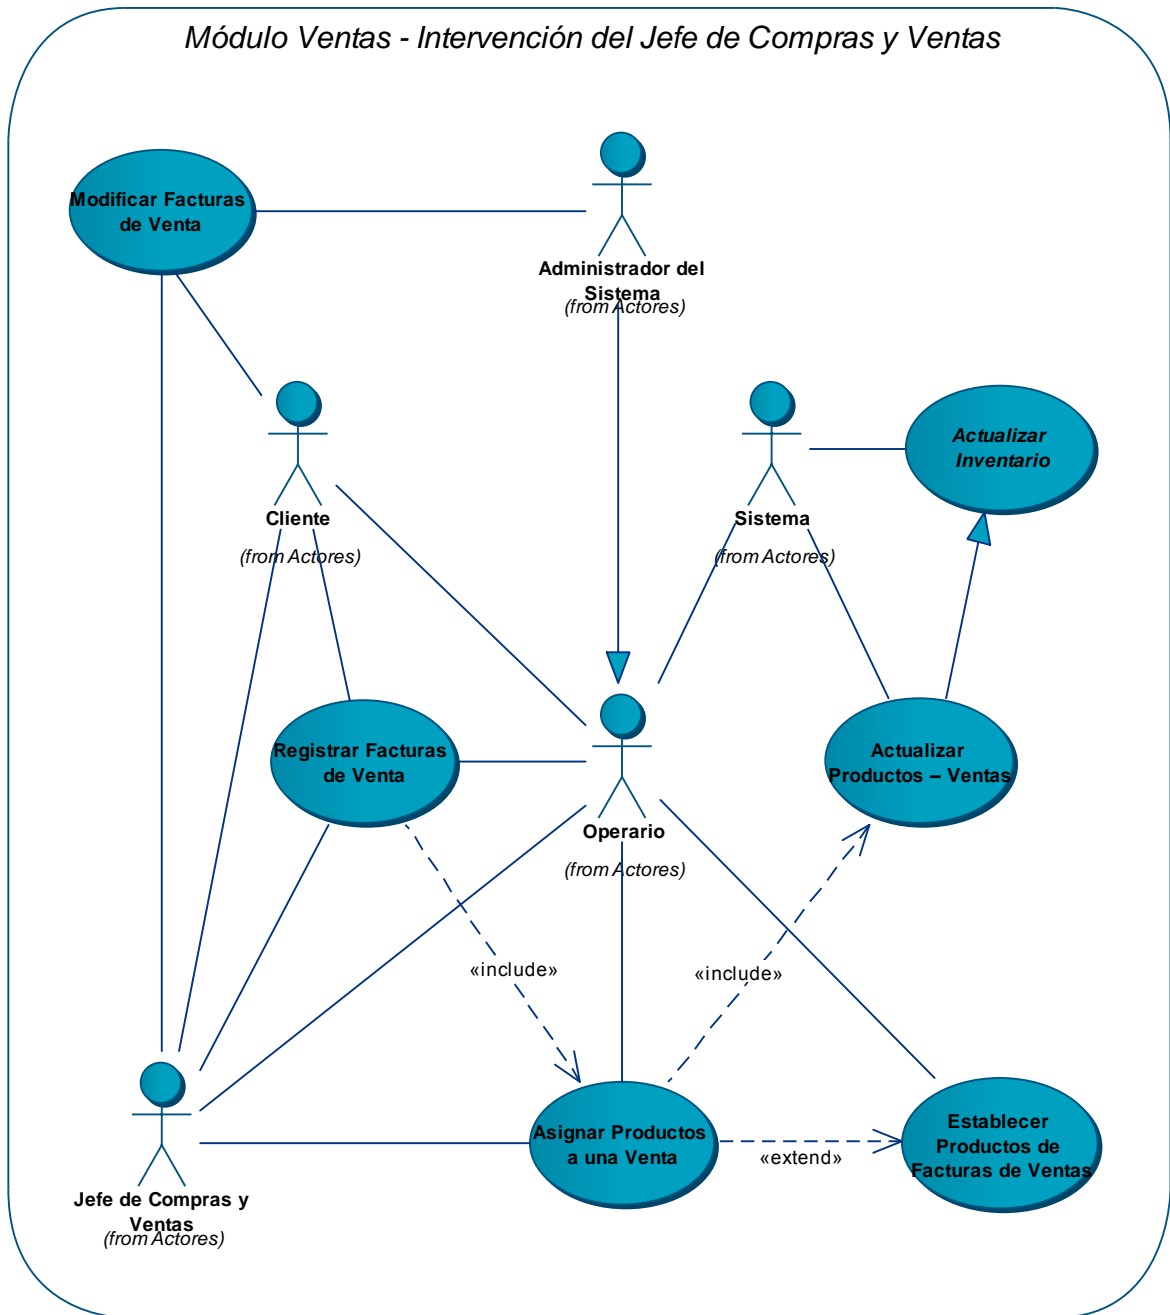 Módulo Ventas - Intervención del Jefe de Compras y Ventas
Modificar Facturas
de Venta
Administrador del
Sistema
(from Actores)
Cliente
(from Actores)
Sistema
(from Actores)
Actualizar
Inventario
Registrar Facturas
de Venta
Operario
(from Actores)
Actualizar
Productos – Ventas
«include»
«include»
Jefe de Compras y
Ventas
(from Actores)
Asignar Productos
a una Venta
«extend»
Establecer
Productos de
Facturas de Ventas